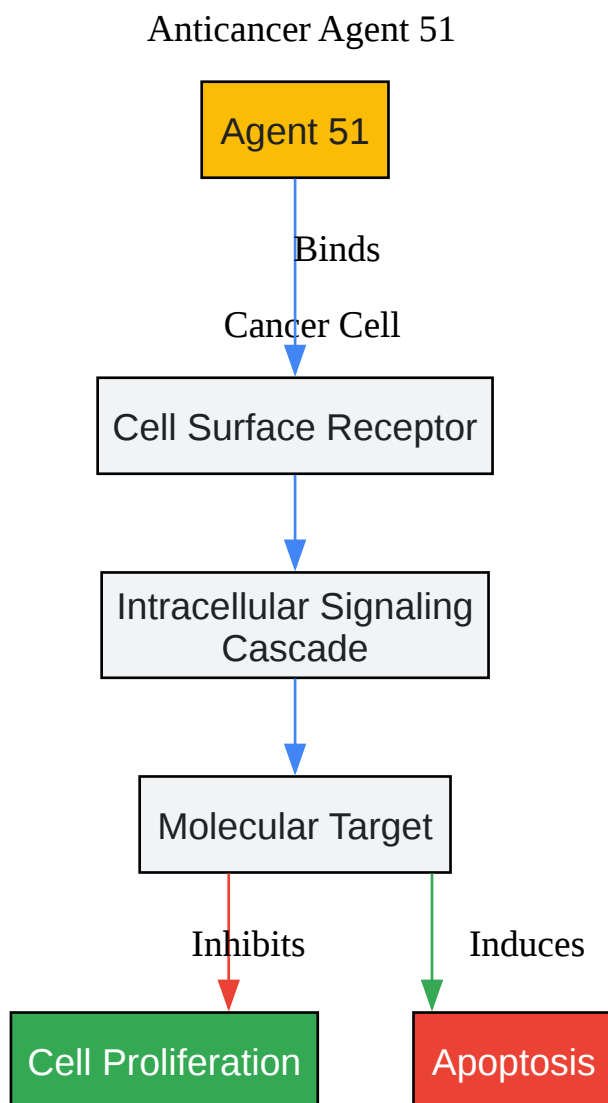 Anticancer Agent 51
Agent 51
Binds
Cancer Cell
Cell Surface Receptor
Intracellular Signaling
Cascade
Molecular Target
Inhibits
Induces
Cell Proliferation
Apoptosis